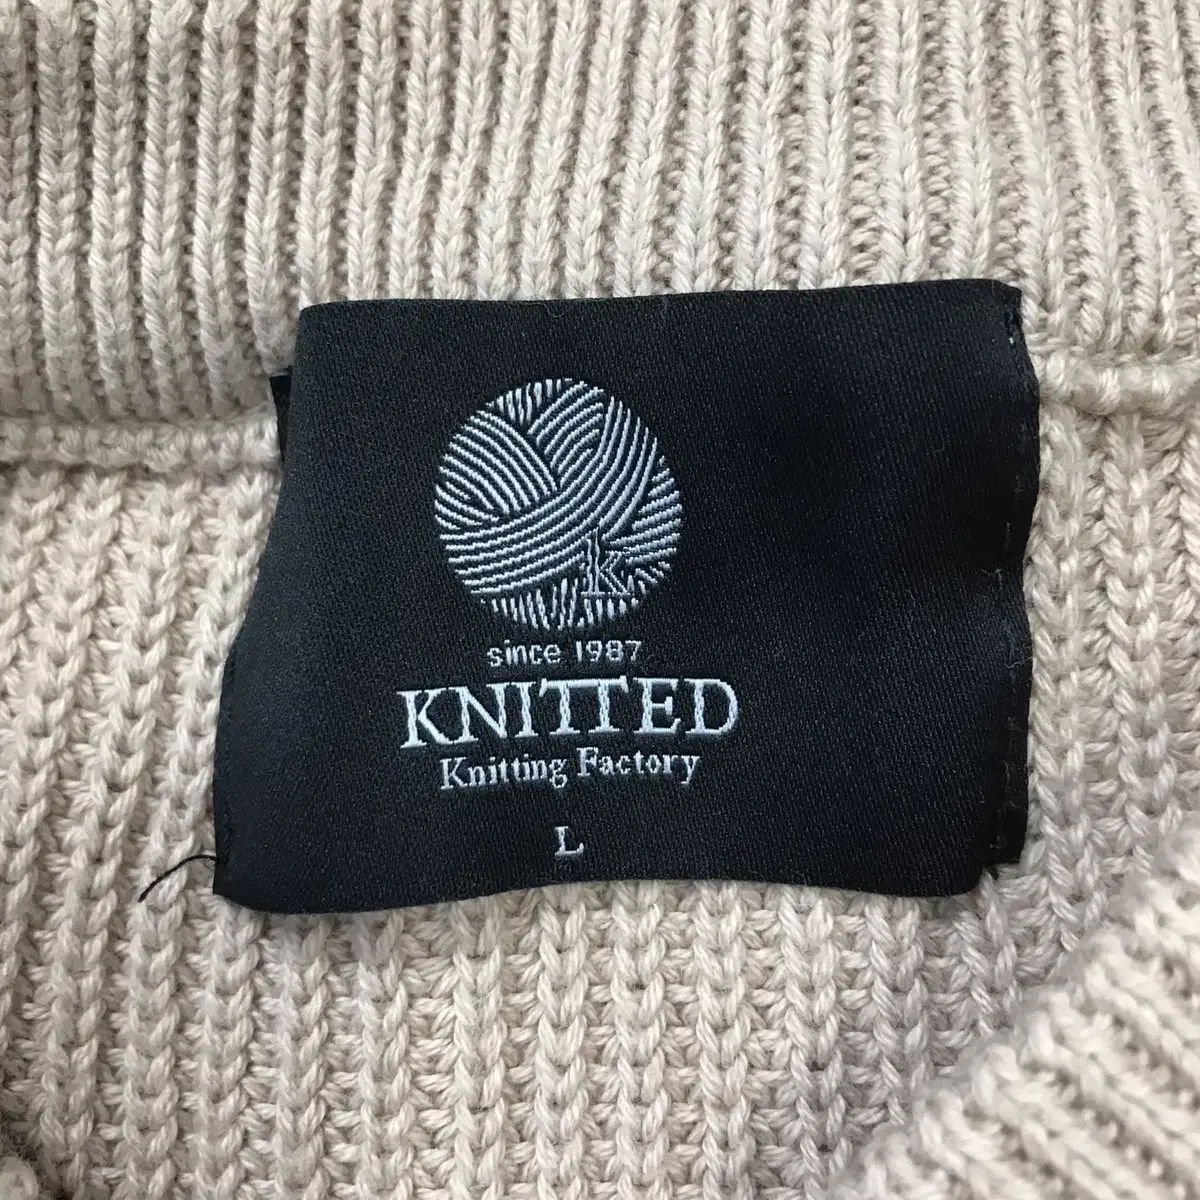 k
since 1987
KNITTED
Knitting Factory
L